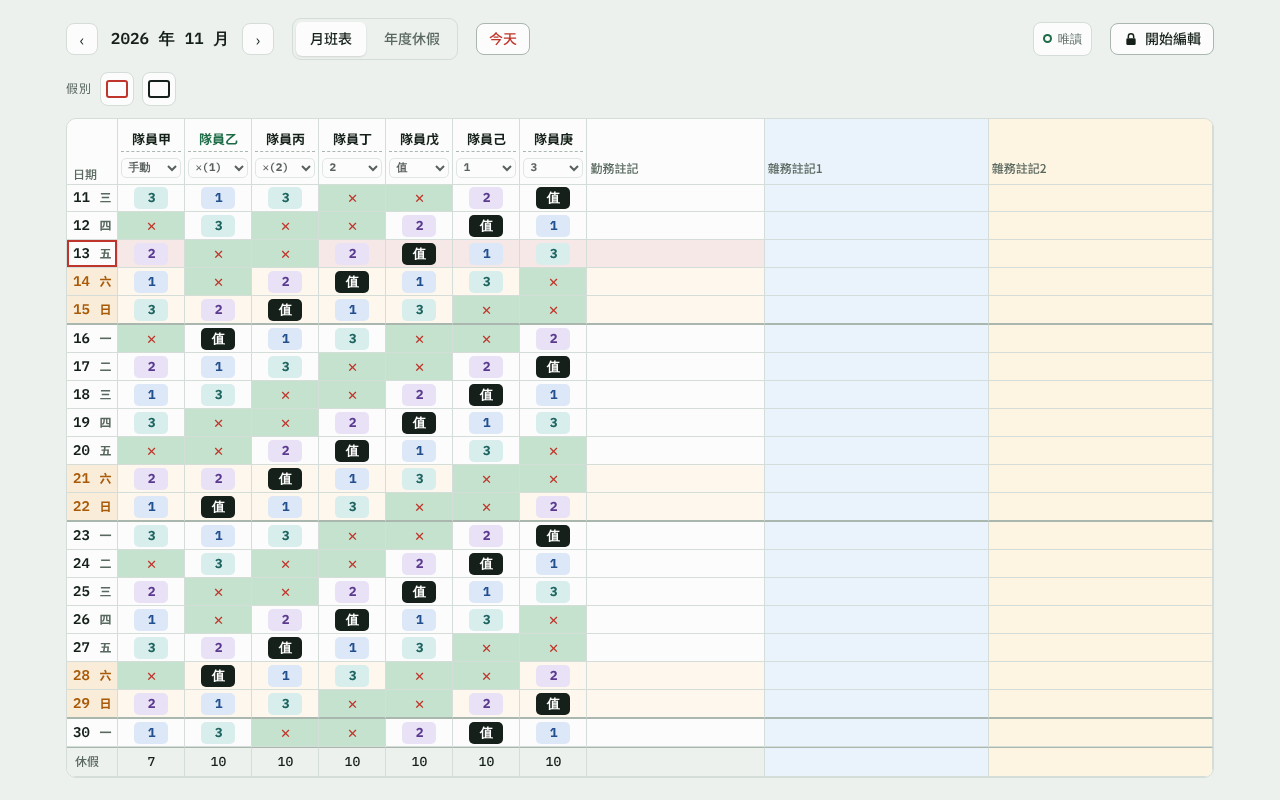 ‹ 2026 年 11 月 › 月班表 年度休假 今天 唯讀 開始編輯
假別
隊員甲 隊員乙 隊員丙 隊員丁 隊員戊 隊員己 隊員庚
日期 手動 ×(1) ×(2) 2 值 1 3 勤務註記 雜務註記1 雜務註記2
11 三 3 1 3 × × 2 值
12 四 × 3 × × 2 值 1
13 五 2 × × 2 值 1 3
14 六 1 × 2 值 1 3 ×
15 日 3 2 值 1 3 × ×
16 一 × 值 1 3 × × 2
17 二 2 1 3 × × 2 值
18 三 1 3 × × 2 值 1
19 四 3 × × 2 值 1 3
20 五 × × 2 值 1 3 ×
21 六 2 2 值 1 3 × ×
22 日 1 值 1 3 × × 2
23 一 3 1 3 × × 2 值
24 二 × 3 × × 2 值 1
25 三 2 × × 2 值 1 3
26 四 1 × 2 值 1 3 ×
27 五 3 2 值 1 3 × ×
28 六 × 值 1 3 × × 2
29 日 2 1 3 × × 2 值
30 一 1 3 × × 2 值 1
休假 7 10 10 10 10 10 10